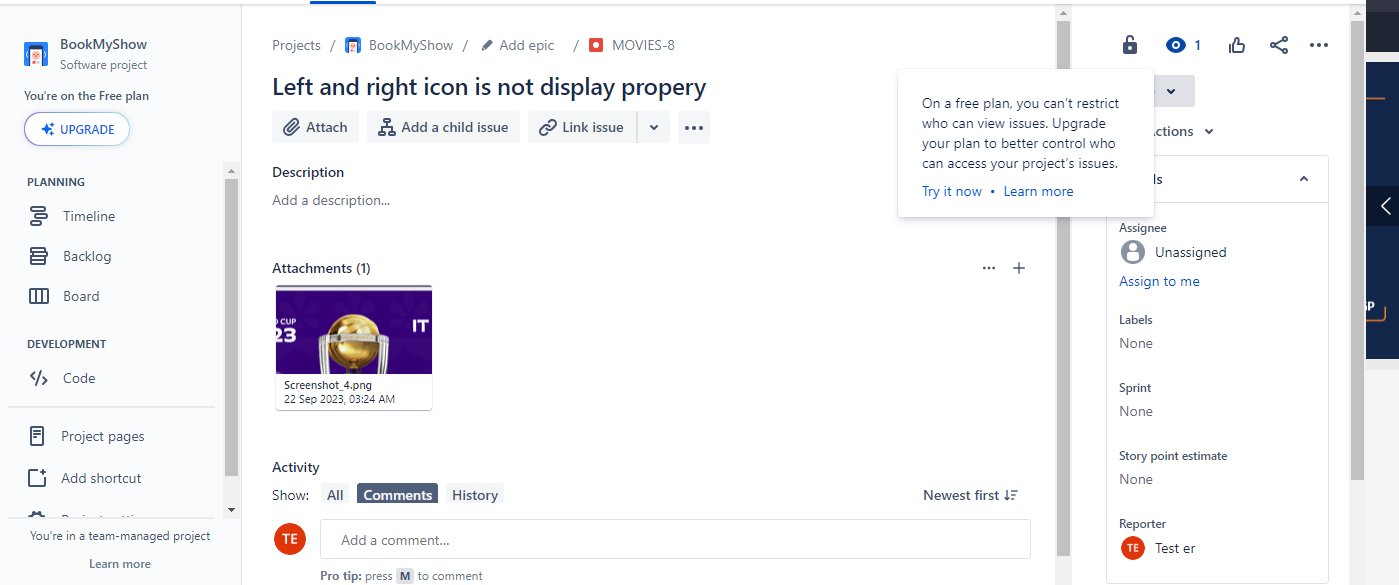 BookMyShow
Software project
You're on the Free plan
UPGRADE
PLANNING
Timeline
Backlog
Board
DEVELOPMENT
Code
Project pages
Add shortcut
You're in a team-managed project
Learn more
Projects / BookMyShow / Add epic / MOVIES-8
Left and right icon is not display propery
Attach
Add a child issue
Link issue
Description
Add a description...
Attachments (1)
CUP
23
IT
Screenshot_4.png
22 Sep 2023, 03:24 AM
Activity
Show: All Comments History
Newest first
TE
Add a comment...
Pro tip: press M to comment
1
On a free plan, you can't restrict
who can view issues. Upgrade
your plan to better control who
can access your project's issues.
Try it now • Learn more
ctions
ls
Assignee
Unassigned
Assign to me
Labels
None
Sprint
None
Story point estimate
None
Reporter
TE Test er